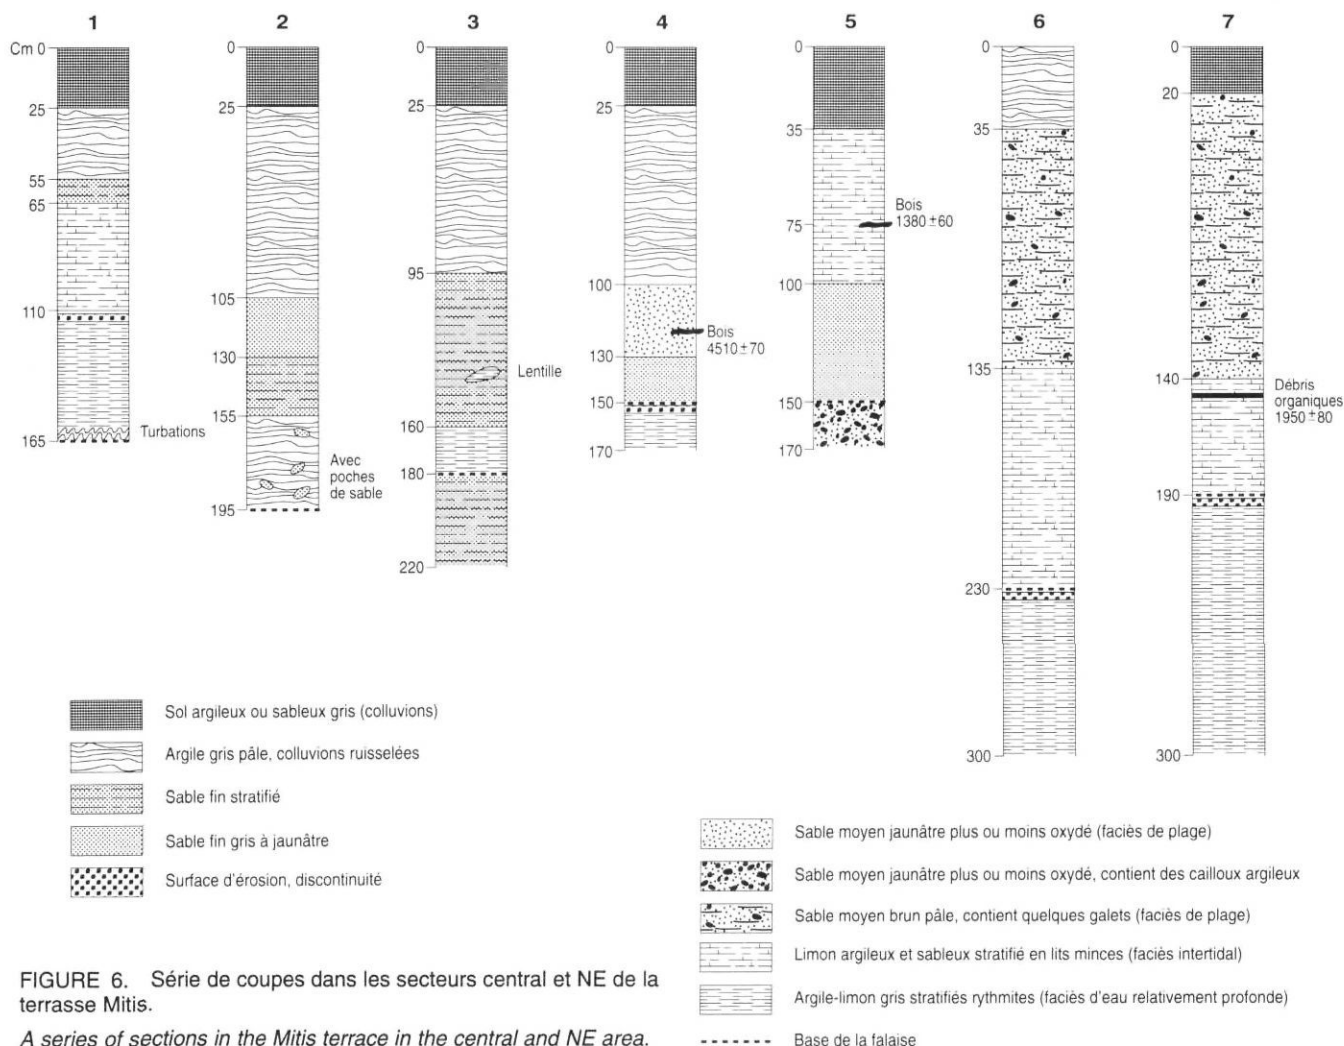 1
2
3
4
5
6
7
Cm 0
25
55
65
110
165
Turbations
0
25
105
130
155
195
Avec
poches
de sable
0
25
95
160
180
220
Lentille
0
25
100
130
150
170
Bois
4510 ± 70
0
35
75
100
150
170
Bois
1380 ± 60
0
35
135
230
300
0
20
140
190
300
Débris
organiques
1950 ± 80
Sol argileux ou sableux gris (colluvions)
Argile gris pâle, colluvions ruisselées
Sable fin stratifié
Sable fin gris à jaunâtre
Surface d'érosion, discontinuité
Sable moyen jaunâtre plus ou moins oxydé (faciès de plage)
Sable moyen jaunâtre plus ou moins oxydé, contient des cailloux argileux
Sable moyen brun pâle, contient quelques galets (faciès de plage)
Limon argileux et sableux stratifié en lits minces (faciès intertidal)
Argile-limon gris stratifiés rythmites (faciès d'eau relativement profonde)
Base de la falaise
FIGURE 6. Série de coupes dans les secteurs central et NE de la
terrasse Mitis.
A series of sections in the Mitis terrace in the central and NE area.